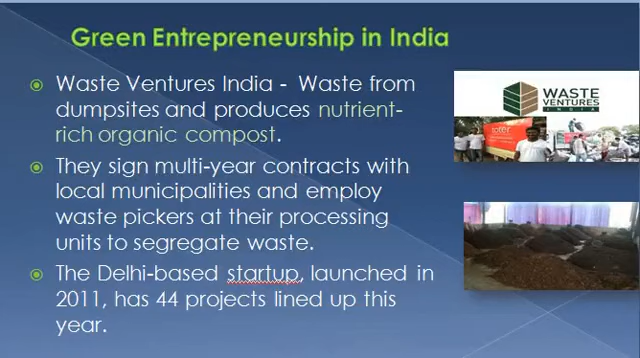 Green Entrepreneurship in India
Waste Ventures India - Waste from
dumpsites and produces nutrient-
rich organic compost.
They sign multi-year contracts with
local municipalities and employ
waste pickers at their processing
units to segregate waste.
The Delhi-based startup, launched in
2011, has 44 projects lined up this
year.
WASTE
VENTURES
INDIA